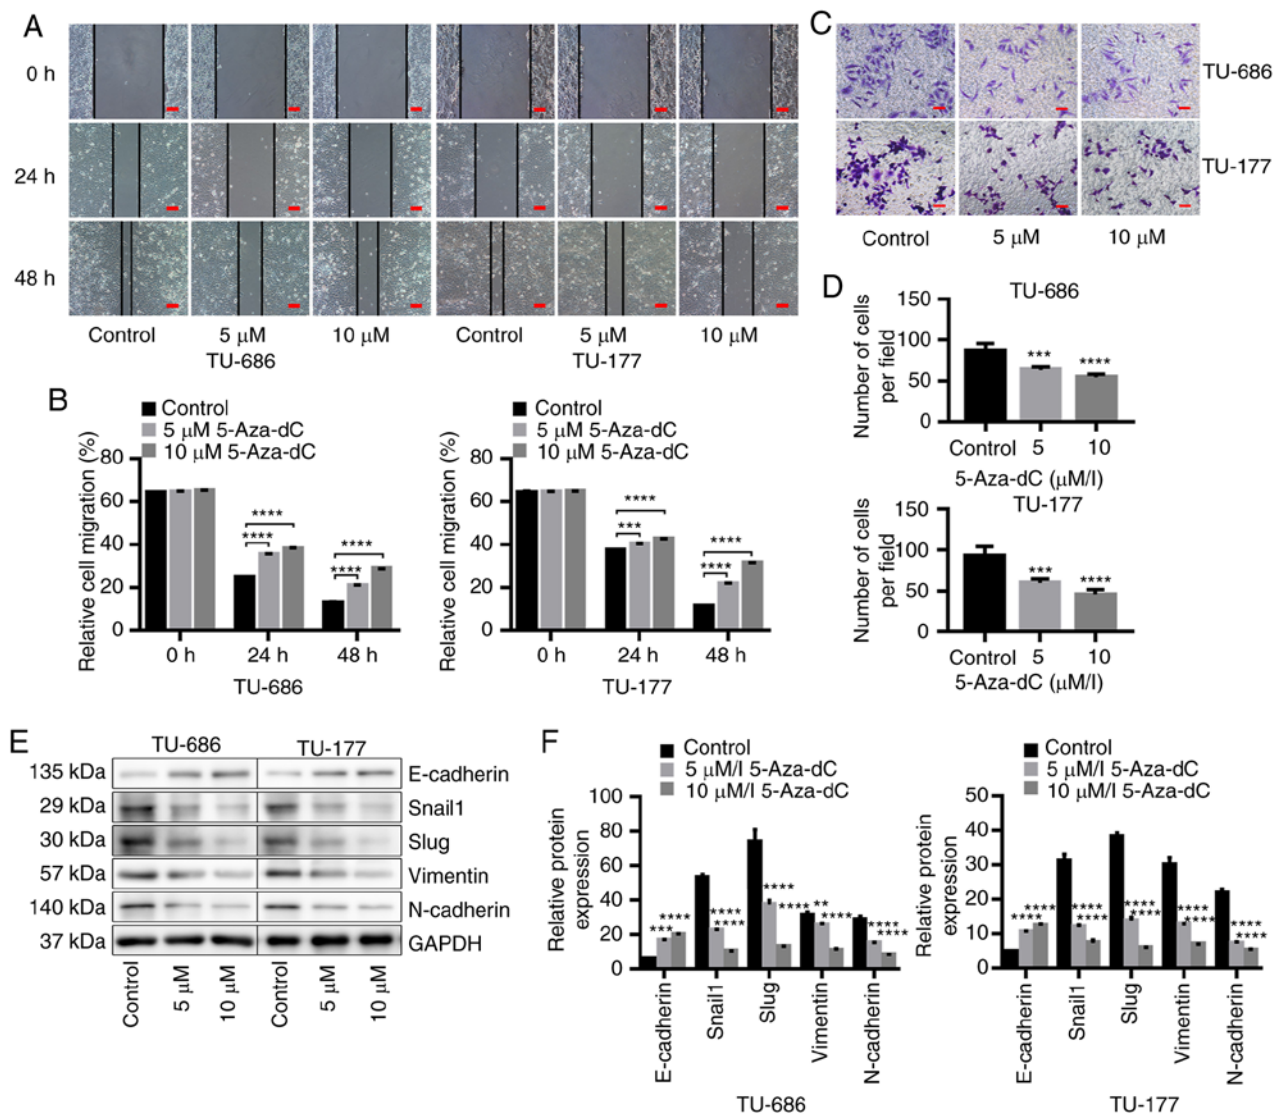 A
0 h
24 h
48 h
Control 5 µM 10 µM Control 5 µM 10 µM
TU-686 TU-177
C
TU-686
TU-177
Control 5 µM 10 µM
B
Control
5 µM 5-Aza-dC
10 µM 5-Aza-dC
Relative cell migration (%)
80
60
40
20
0
**** **** **** ****
0 h 24 h 48 h
TU-686
Control
5 µM 5-Aza-dC
10 µM 5-Aza-dC
Relative cell migration (%)
80
60
40
20
0
**** *** **** ****
0 h 24 h 48 h
TU-177
D
TU-686
Number of cells
per field
150
100
50
0
*** ****
Control 5 10
5-Aza-dC (µM/l)
TU-177
Number of cells
per field
150
100
50
0
*** ****
Control 5 10
5-Aza-dC (µM/l)
E
TU-686 TU-177
135 kDa E-cadherin
29 kDa Snail1
30 kDa Slug
57 kDa Vimentin
140 kDa N-cadherin
37 kDa GAPDH
Control 5 µM 10 µM Control 5 µM 10 µM
F
Control
5 µM/l 5-Aza-dC
10 µM/l 5-Aza-dC
Relative protein
expression
100
80
60
40
20
0
*** **** **** **** **** **** ** **** **** ****
E-cadherin Snail1 Slug Vimentin N-cadherin
TU-686
Control
5 µM/l 5-Aza-dC
10 µM/l 5-Aza-dC
Relative protein
expression
50
40
30
20
10
0
**** **** **** **** **** **** **** **** **** ****
E-cadherin Snail1 Slug Vimentin N-cadherin
TU-177